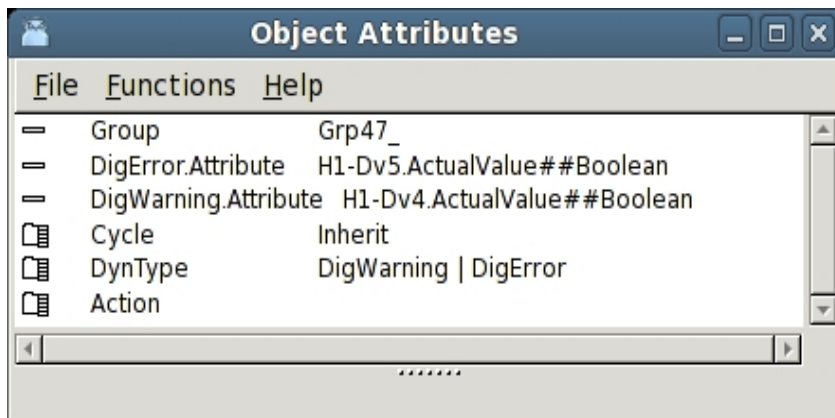 Object Attributes
File Functions Help
Group Grp47_
DigError.Attribute H1-Dv5.ActualValue##Boolean
DigWarning.Attribute H1-Dv4.ActualValue##Boolean
Cycle Inherit
DynType DigWarning | DigError
Action